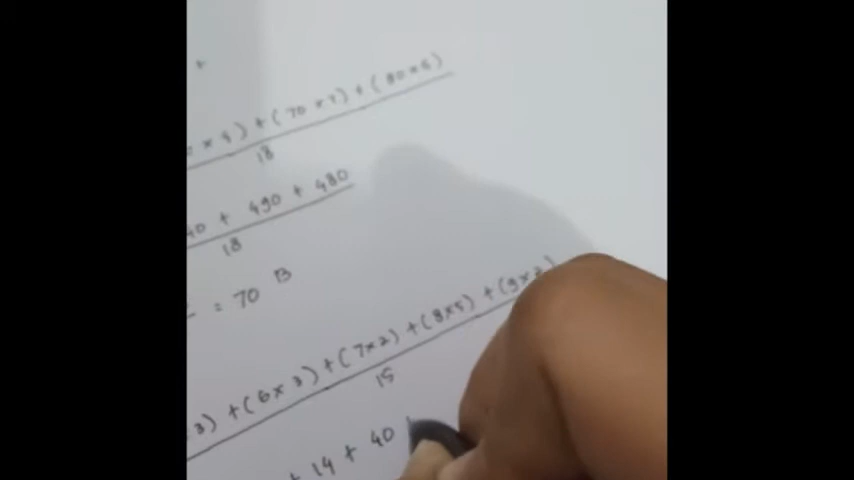 +
0 × 4) + (70 × 7) + (80 × 6)
18
40 + 490 + 480
18
= 70 B
3) + (6 × 3) + (7 × 2) + (8 × 5) + (9 × 2)
15
+ 14 + 40